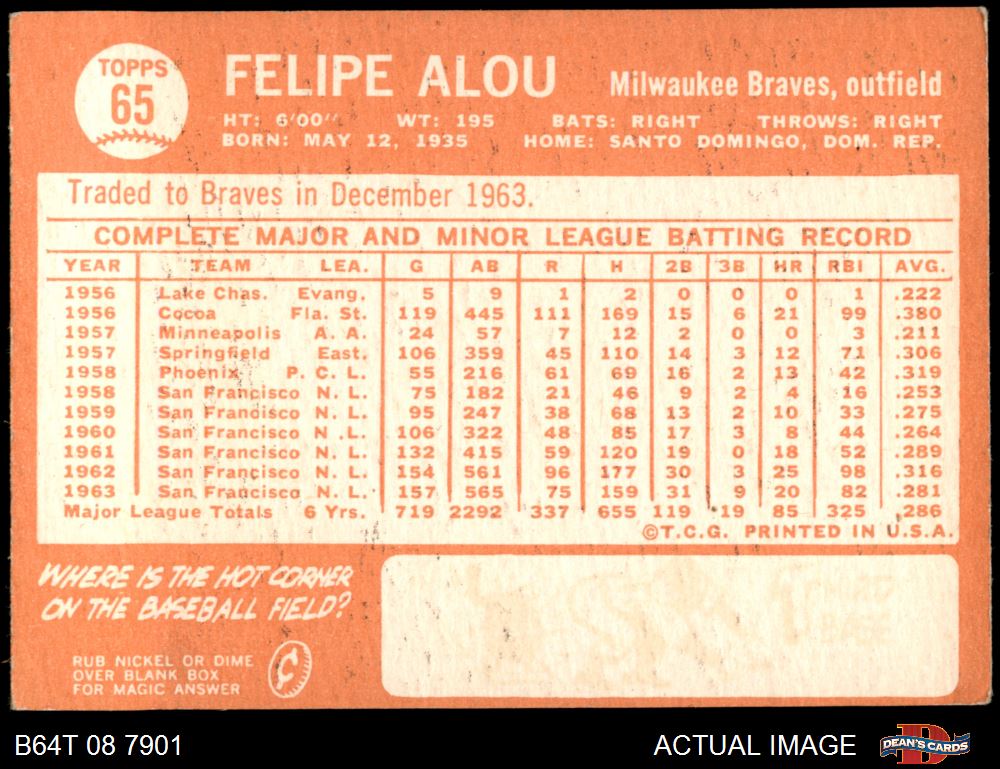 TOPPS
65
FELIPE ALOU Milwaukee Braves, outfield
HT: 6'00" WT: 195 BATS: RIGHT THROWS: RIGHT
BORN: MAY 12, 1935 HOME: SANTO DOMINGO, DOM. REP.
Traded to Braves in December 1963.
COMPLETE MAJOR AND MINOR LEAGUE BATTING RECORD
YEAR TEAM LEA. G AB R H 2B 3B HR RBI AVG.
1956 Lake Chas. Evang. 5 9 1 2 0 0 0 1 .222
1956 Cocoa Fla. St. 119 445 111 169 15 6 21 99 .380
1957 Minneapolis A. A. 24 57 7 12 2 0 0 3 .211
1957 Springfield East. 106 359 45 110 14 3 12 71 .306
1958 Phoenix P. C. L. 55 216 61 69 16 2 13 42 .319
1958 San Francisco N. L. 75 182 21 46 9 2 4 16 .253
1959 San Francisco N. L. 95 247 38 68 13 2 10 33 .275
1960 San Francisco N .L. 106 322 48 85 17 3 8 44 .264
1961 San Francisco N. L. 132 415 59 120 19 0 18 52 .289
1962 San Francisco N. L. 154 561 96 177 30 3 25 98 .316
1963 San Francisco N. L. 157 565 75 159 31 9 20 82 .281
Major League Totals 6 Yrs. 719 2292 337 655 119 19 85 325 .286
©T.C.G. PRINTED IN U.S.A.
WHERE IS THE HOT CORNER
ON THE BASEBALL FIELD?
THIRD
BASE
RUB NICKEL OR DIME
OVER BLANK BOX
FOR MAGIC ANSWER
¢
B64T 08 7901 ACTUAL IMAGE B DEAN'S CARDS